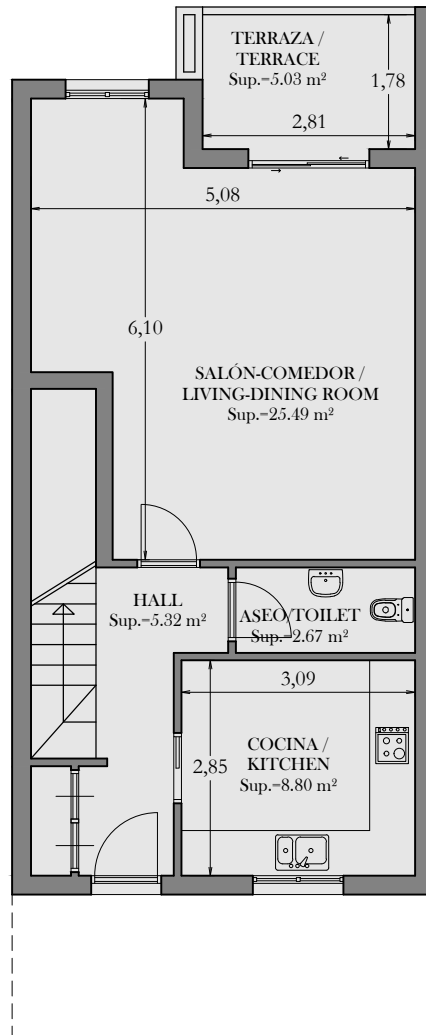 TERRAZA /
TERRACE
Sup.=5.03 m²
1,78
2,81
5,08
6,10
SALÓN-COMEDOR /
LIVING-DINING ROOM
Sup.=25.49 m²
HALL
Sup.=5.32 m²
ASEO/TOILET
Sup.=2.67 m²
3,09
2,85
COCINA /
KITCHEN
Sup.=8.80 m²